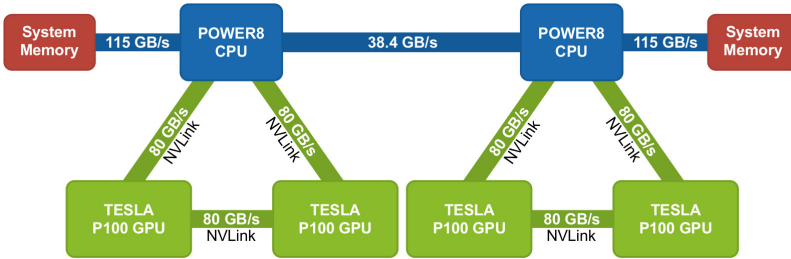 System
Memory
115 GB/s
POWER8
CPU
38.4 GB/s
POWER8
CPU
115 GB/s
System
Memory
80 GB/s
NVLink
80 GB/s
NVLink
80 GB/s
NVLink
80 GB/s
NVLink
TESLA
P100 GPU
80 GB/s
NVLink
TESLA
P100 GPU
TESLA
P100 GPU
80 GB/s
NVLink
TESLA
P100 GPU